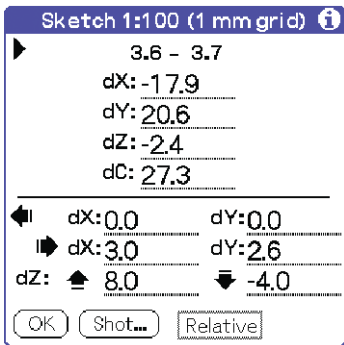 Sketch 1:100 (1 mm grid) i
3.6 - 3.7
dX: -17.9
dY: 20.6
dZ: -2.4
dC: 27.3
dX: 0.0 dY: 0.0
dX: 3.0 dY: 2.6
dZ: 8.0 -4.0
OK Shot... Relative